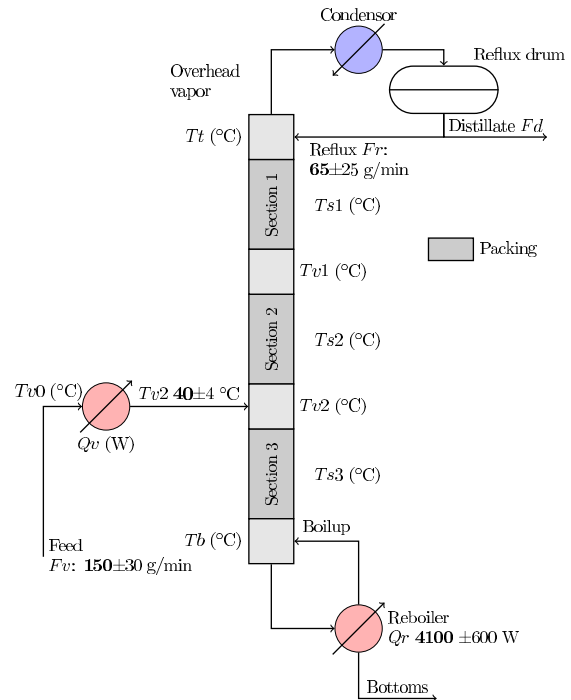 Condensor
Reflux drum
Overhead
vapor
Distillate Fd
Tt (°C)
Reflux Fr:
65±25 g/min
Section 1
Ts1 (°C)
Packing
Tv1 (°C)
Section 2
Ts2 (°C)
Tv0 (°C)
Tv2 40±4 °C
Tv2 (°C)
Qv (W)
Section 3
Ts3 (°C)
Boilup
Tb (°C)
Feed
Fv: 150±30 g/min
Reboiler
Qr 4100 ±600 W
Bottoms